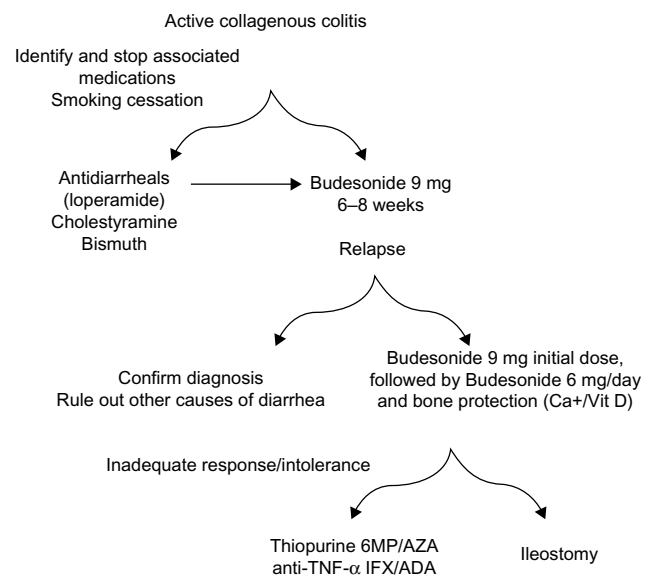 Active collagenous colitis
Identify and stop associated
medications
Smoking cessation
Antidiarrheals
(loperamide)
Cholestyramine
Bismuth
Budesonide 9 mg
6–8 weeks
Relapse
Confirm diagnosis
Rule out other causes of diarrhea
Budesonide 9 mg initial dose,
followed by Budesonide 6 mg/day
and bone protection (Ca+/Vit D)
Inadequate response/intolerance
Thiopurine 6MP/AZA
anti-TNF-α IFX/ADA
Ileostomy